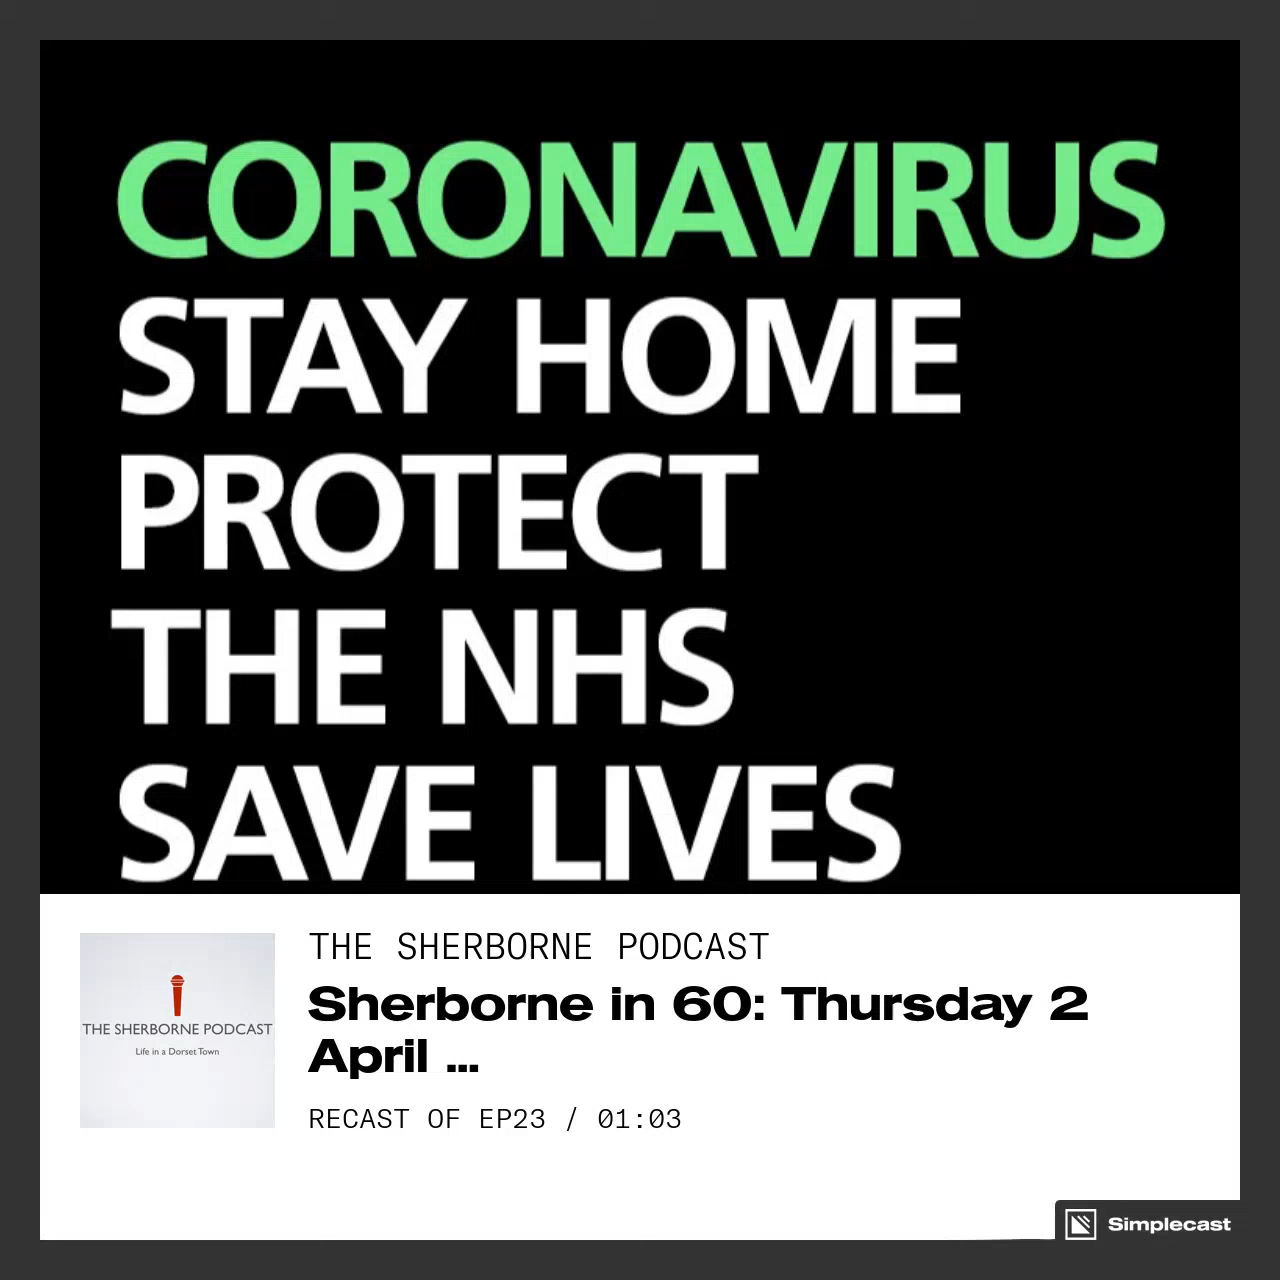 CORONAVIRUS
STAY HOME
PROTECT
THE NHS
SAVE LIVES
THE SHERBORNE PODCAST
Life in a Dorset Town
THE SHERBORNE PODCAST
Sherborne in 60: Thursday 2
April ...
RECAST OF EP23 / 01:03
Simplecast